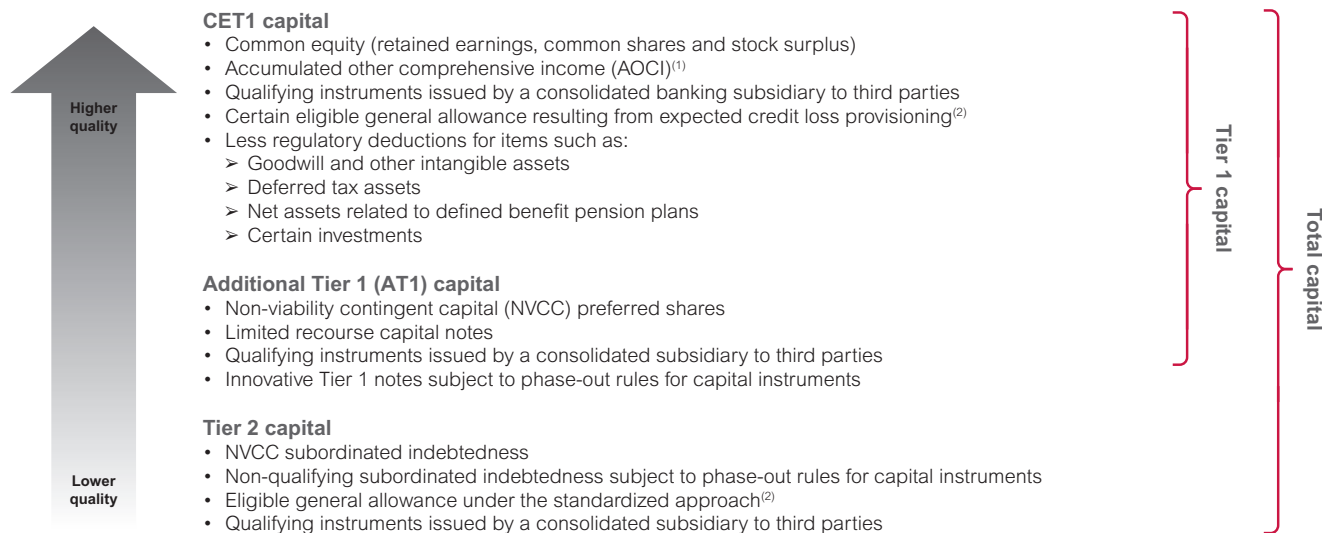 CET1 capital
• Common equity (retained earnings, common shares and stock surplus)
• Accumulated other comprehensive income (AOCI)(1)
• Qualifying instruments issued by a consolidated banking subsidiary to third parties
• Certain eligible general allowance resulting from expected credit loss provisioning(2)
• Less regulatory deductions for items such as:
➢ Goodwill and other intangible assets
➢ Deferred tax assets
➢ Net assets related to defined benefit pension plans
➢ Certain investments
Additional Tier 1 (AT1) capital
• Non-viability contingent capital (NVCC) preferred shares
• Limited recourse capital notes
• Qualifying instruments issued by a consolidated subsidiary to third parties
• Innovative Tier 1 notes subject to phase-out rules for capital instruments
Tier 2 capital
• NVCC subordinated indebtedness
• Non-qualifying subordinated indebtedness subject to phase-out rules for capital instruments
• Eligible general allowance under the standardized approach(2)
• Qualifying instruments issued by a consolidated subsidiary to third parties
Higher
quality
Lower
quality
Tier 1 capital
Total capital